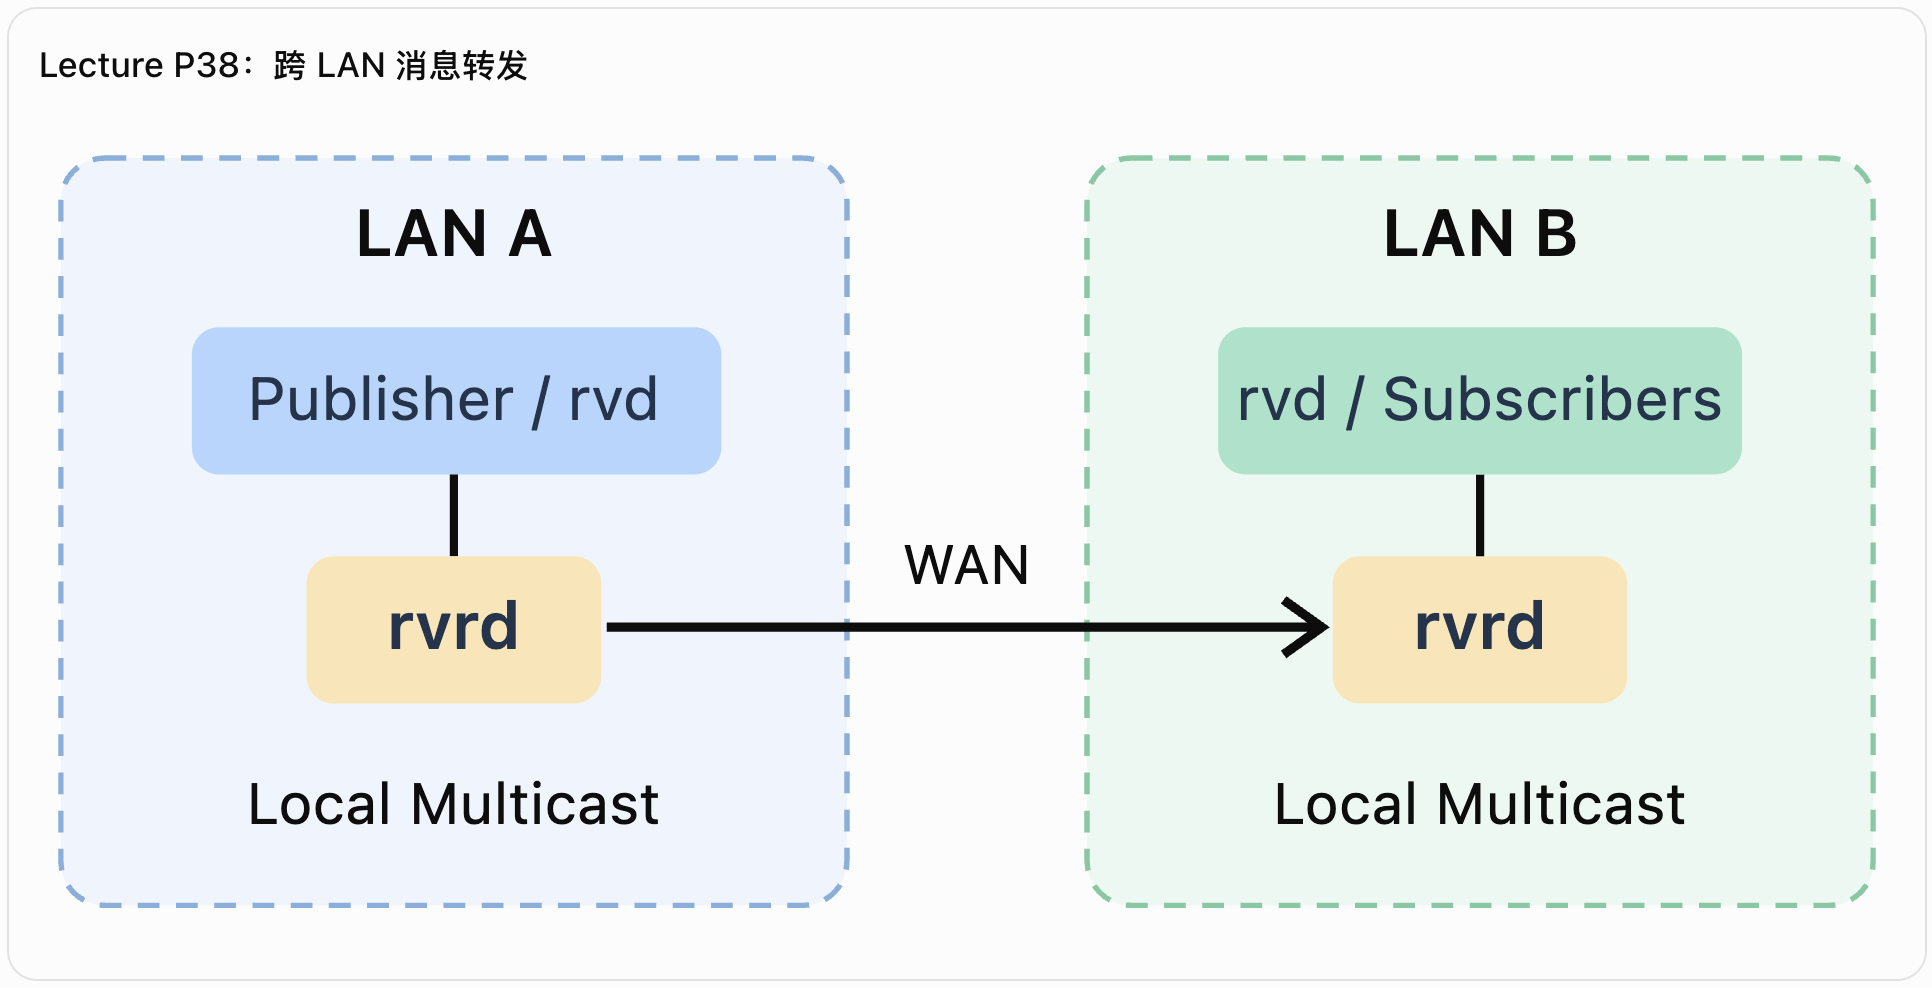 Lecture P38：跨 LAN 消息转发
LAN A
Publisher / rvd
rvrd
Local Multicast
WAN
LAN B
rvd / Subscribers
rvrd
Local Multicast